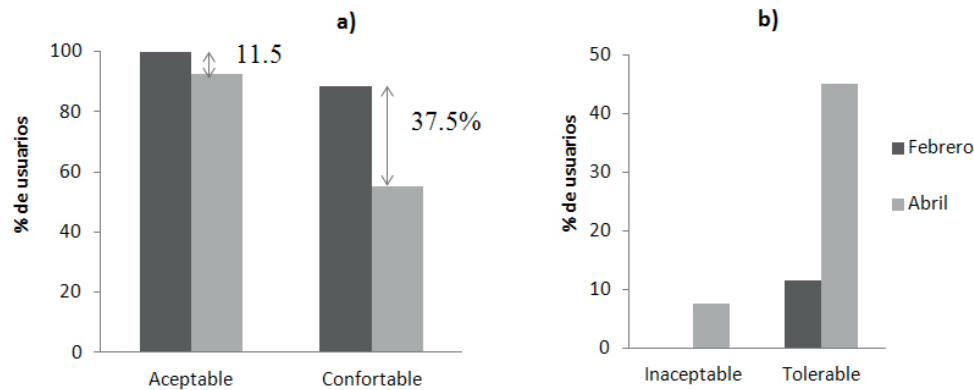 a)
% de usuarios
100
80
60
40
20
0
11.5
37.5%
Aceptable
Confortable
b)
% de usuarios
50
40
30
20
10
0
Inaceptable
Tolerable
Febrero
Abril